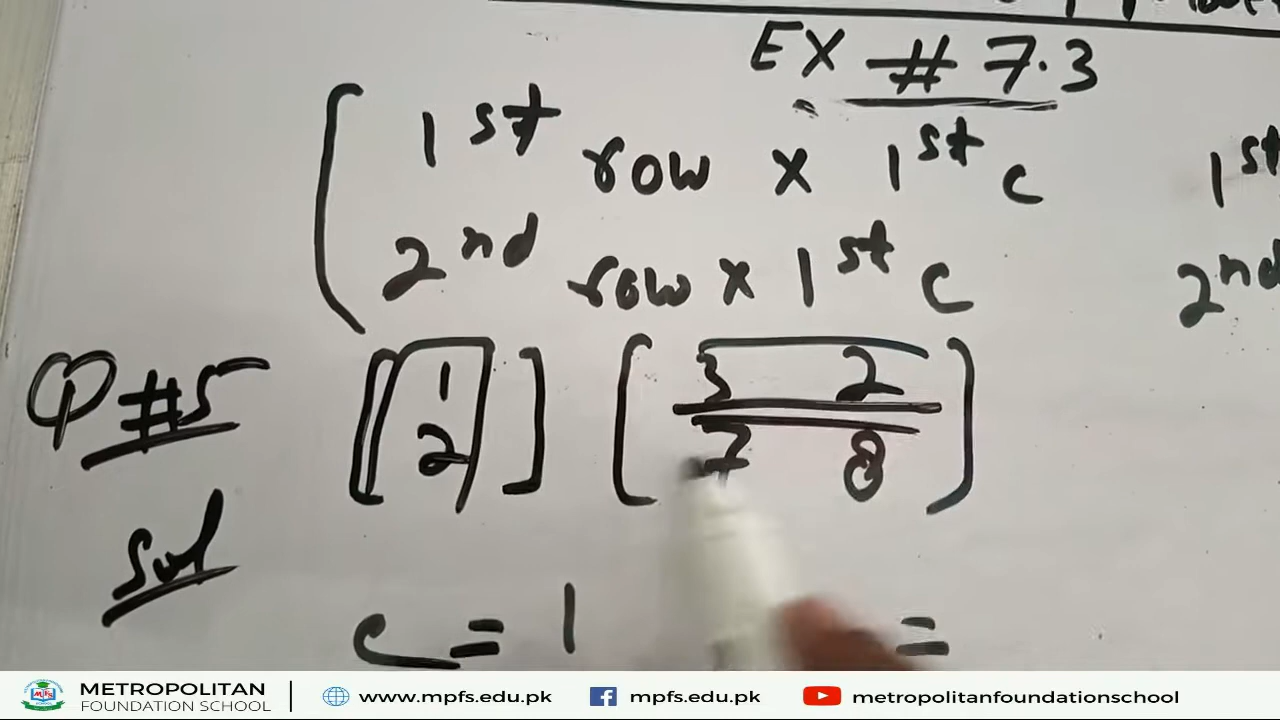 EX # 7.3
1st row x 1st c 1st
2nd row x 1st c 2nd
Q #5 [1 2] [3 2 7 8]
Sol
c = 1 =
METROPOLITAN
FOUNDATION SCHOOL
www.mpfs.edu.pk
mpfs.edu.pk
metropolitanfoundationschool